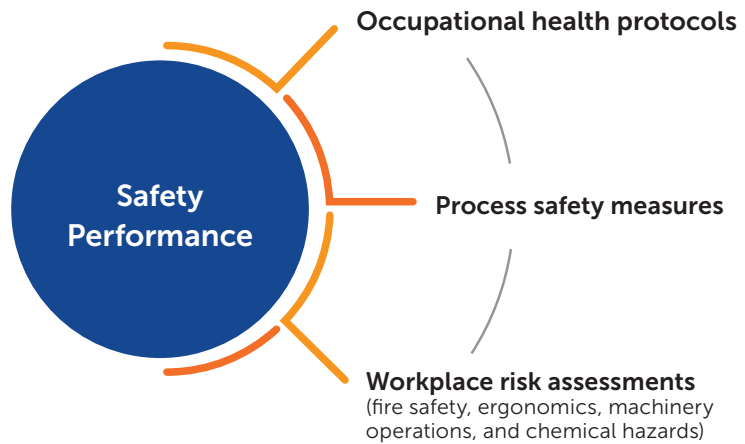 Occupational health protocols
Safety
Performance
Process safety measures
Workplace risk assessments
(fire safety, ergonomics, machinery
operations, and chemical hazards)